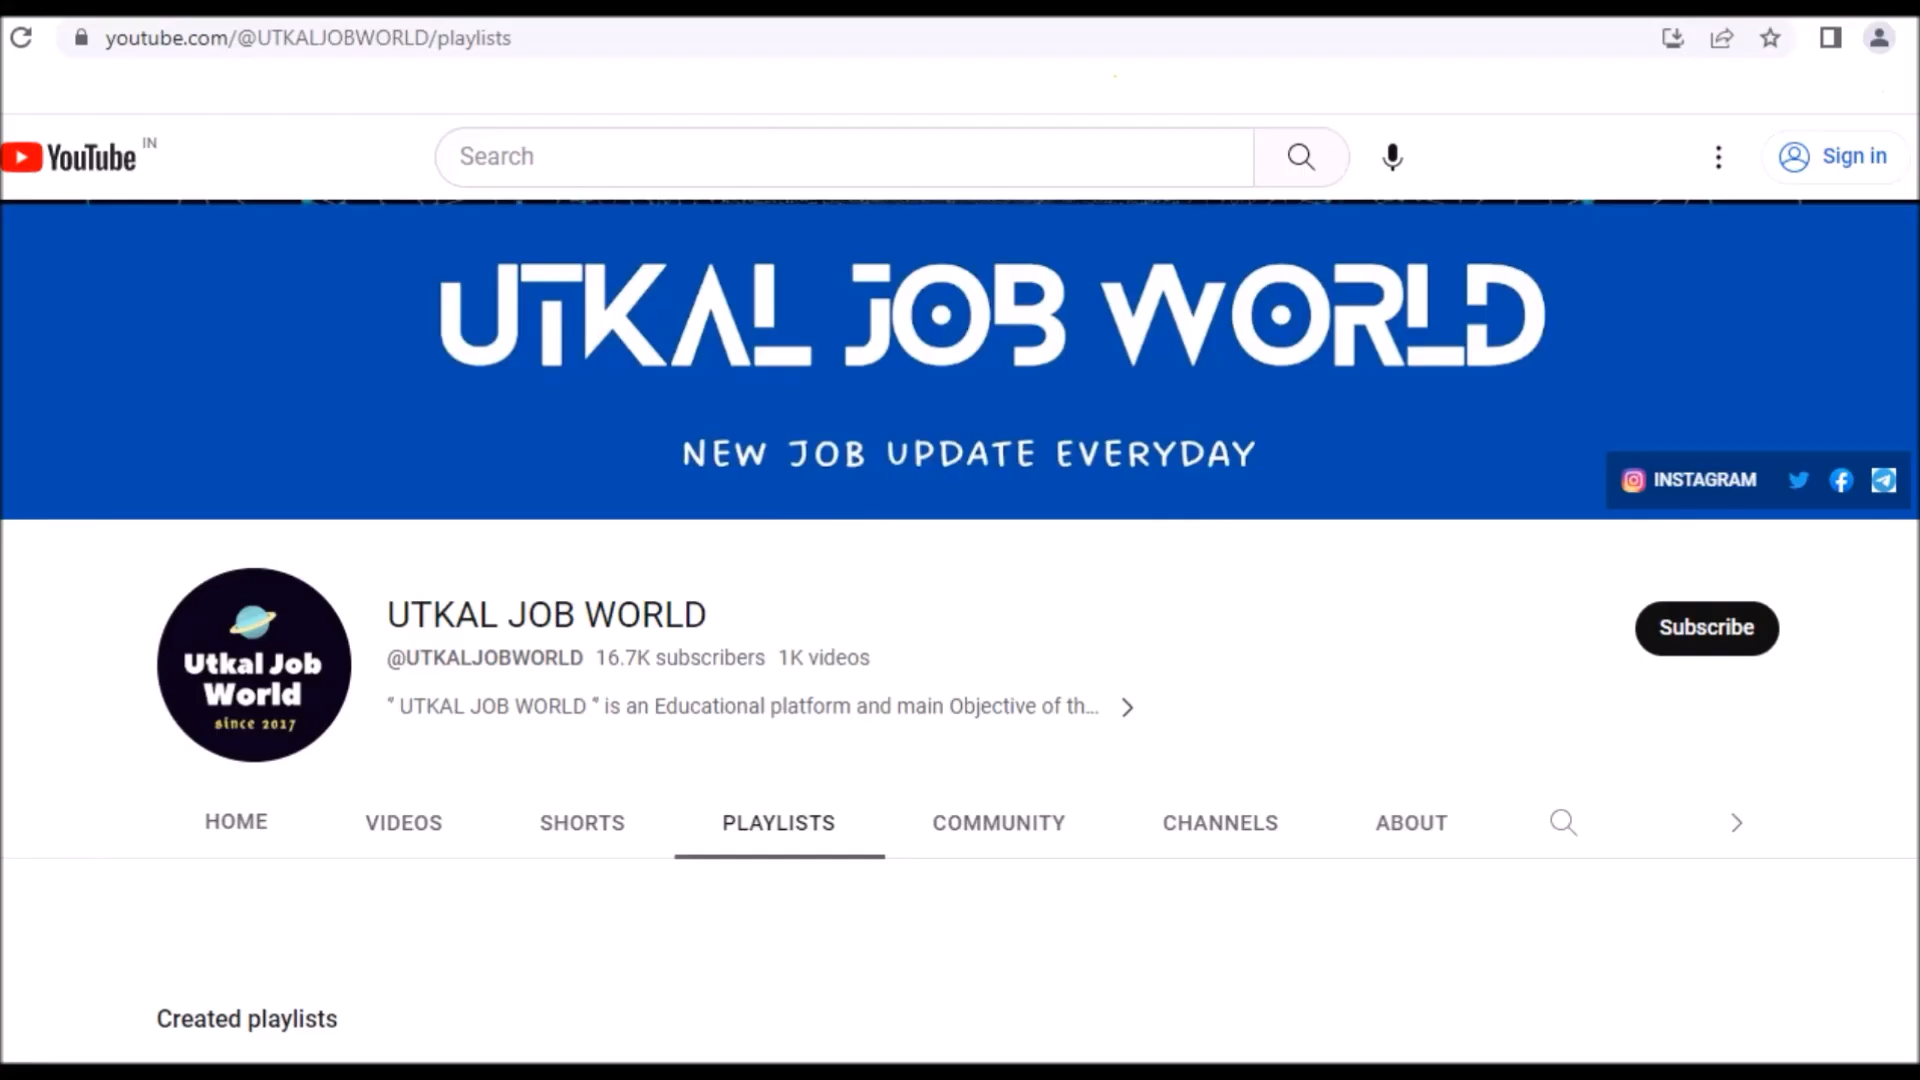 youtube.com/@UTKALJOBWORLD/playlists
YouTube IN
Search
Sign in
UTKAL JOB WORLD
NEW JOB UPDATE EVERYDAY
INSTAGRAM
Utkal Job
World
since 2017
UTKAL JOB WORLD
@UTKALJOBWORLD 16.7K subscribers 1K videos
“ UTKAL JOB WORLD “ is an Educational platform and main Objective of th...
Subscribe
HOME VIDEOS SHORTS PLAYLISTS COMMUNITY CHANNELS ABOUT
Created playlists